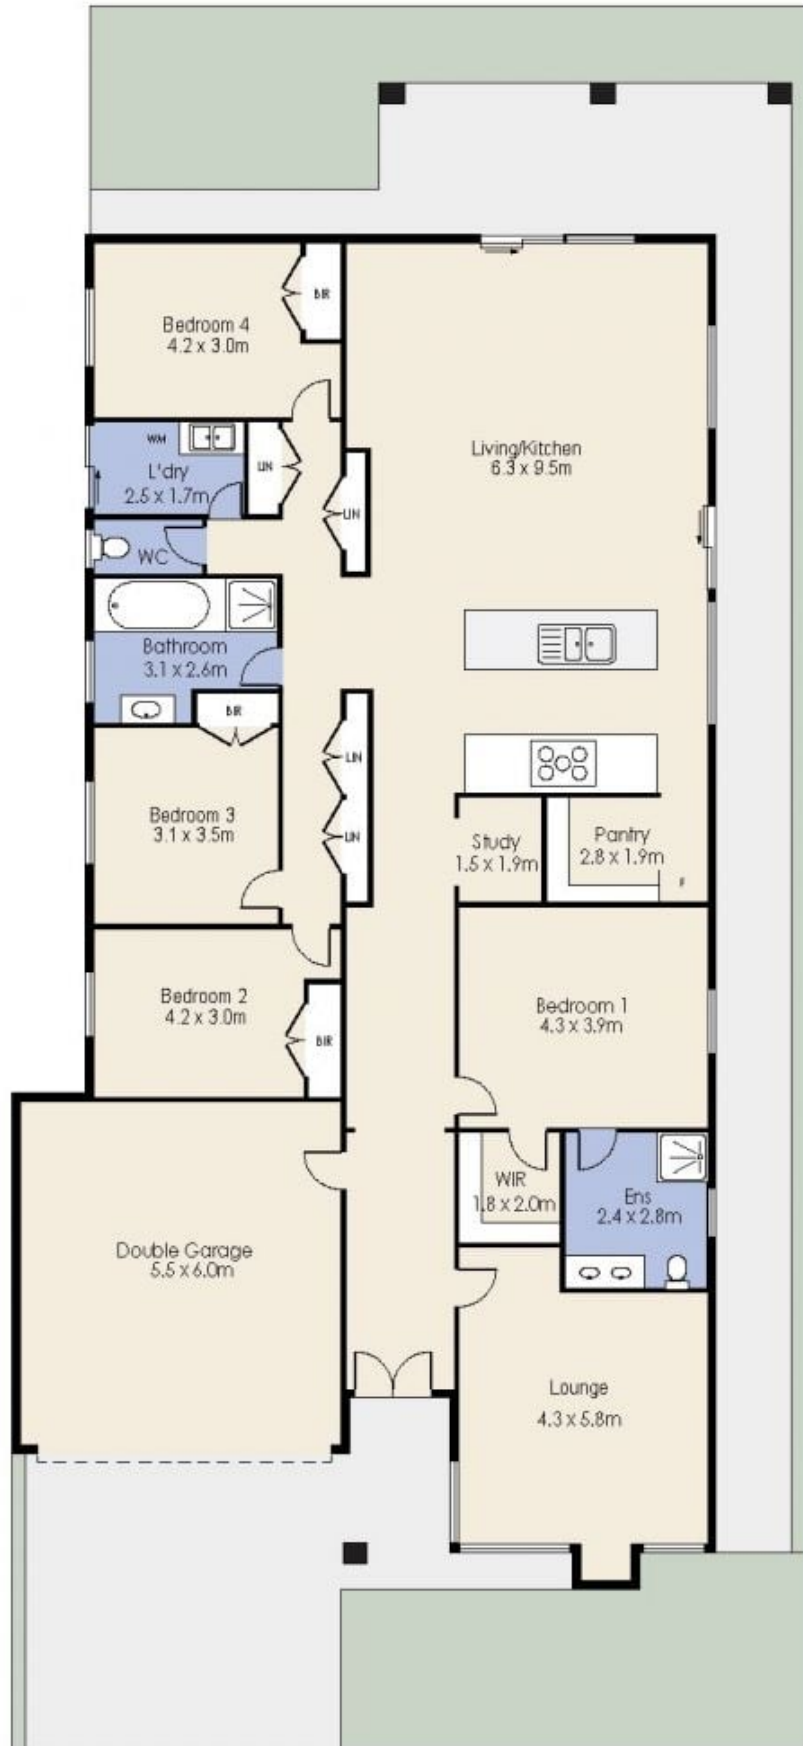 Bedroom 4
4.2 x 3.0m
BIR
WM
L'dry
2.5 x 1.7m
LIN
LIN
Living/Kitchen
6.3 x 9.5m
WC
Bathroom
3.1 x 2.6m
BIR
LIN
LIN
Bedroom 3
3.1 x 3.5m
Study
1.5 x 1.9m
Pantry
2.8 x 1.9m
F
Bedroom 2
4.2 x 3.0m
BIR
Bedroom 1
4.3 x 3.9m
WIR
1.8 x 2.0m
Ens
2.4 x 2.8m
Double Garage
5.5 x 6.0m
Lounge
4.3 x 5.8m